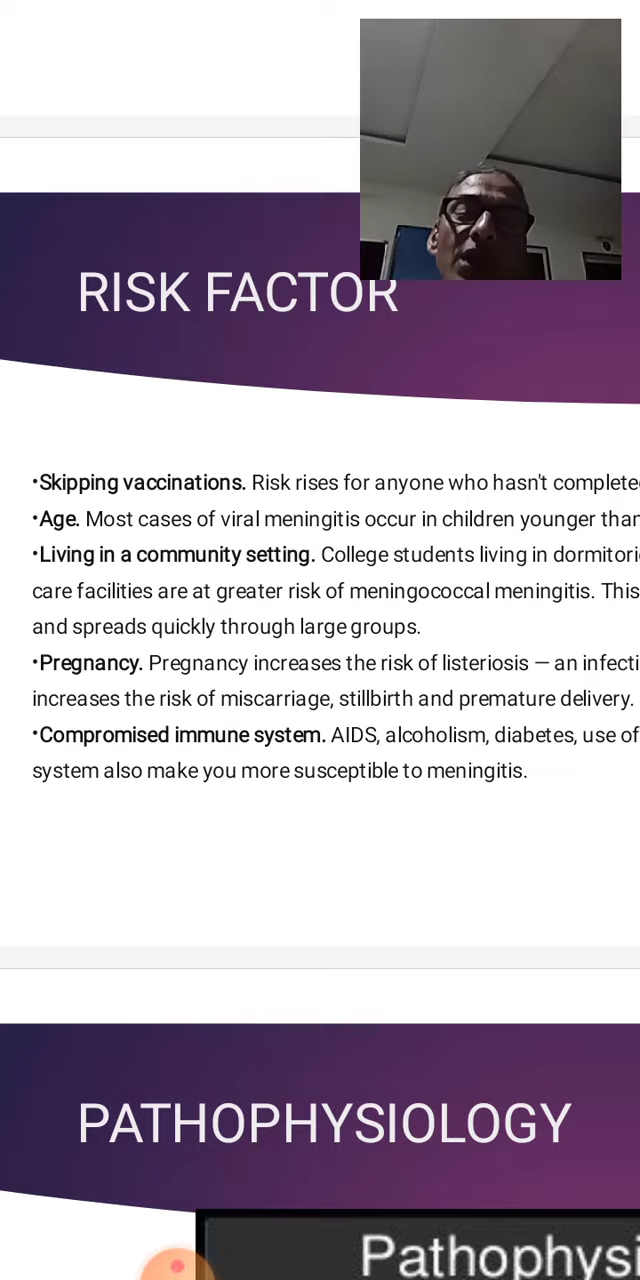 RISK FACTOR
•Skipping vaccinations. Risk rises for anyone who hasn't complete
•Age. Most cases of viral meningitis occur in children younger than
•Living in a community setting. College students living in dormitori
care facilities are at greater risk of meningococcal meningitis. This
and spreads quickly through large groups.
•Pregnancy. Pregnancy increases the risk of listeriosis — an infecti
increases the risk of miscarriage, stillbirth and premature delivery.
•Compromised immune system. AIDS, alcoholism, diabetes, use of
system also make you more susceptible to meningitis.
PATHOPHYSIOLOGY
Pathophysi